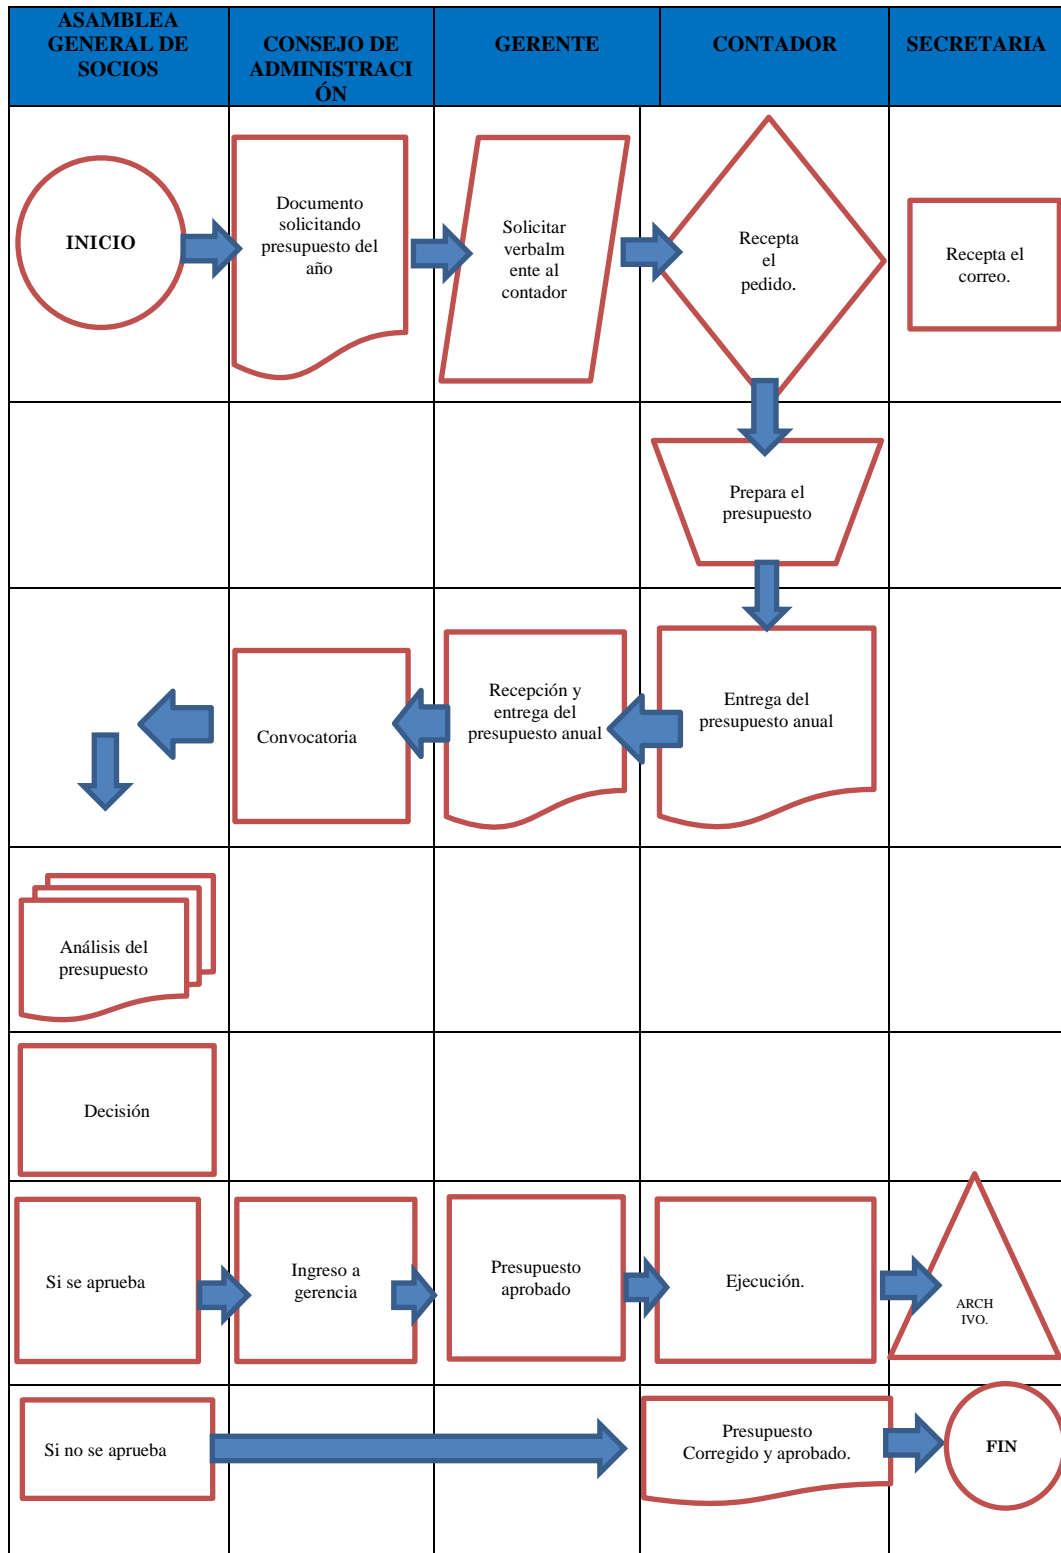 ASAMBLEA
GENERAL DE
SOCIOS
CONSEJO DE
ADMINISTRACI
ÓN
GERENTE
CONTADOR
SECRETARIA
INICIO
Documento
solicitando
presupuesto del
año
Solicitar
verbalm
ente al
contador
Recepta
el
pedido.
Recepta el
correo.
Prepara el
presupuesto
Convocatoria
Recepción y
entrega del
presupuesto anual
Entrega del
presupuesto anual
Análisis del
presupuesto
Decisión
Si se aprueba
Ingreso a
gerencia
Presupuesto
aprobado
Ejecución.
ARCH
IVO.
Si no se aprueba
Presupuesto
Corregido y aprobado.
FIN